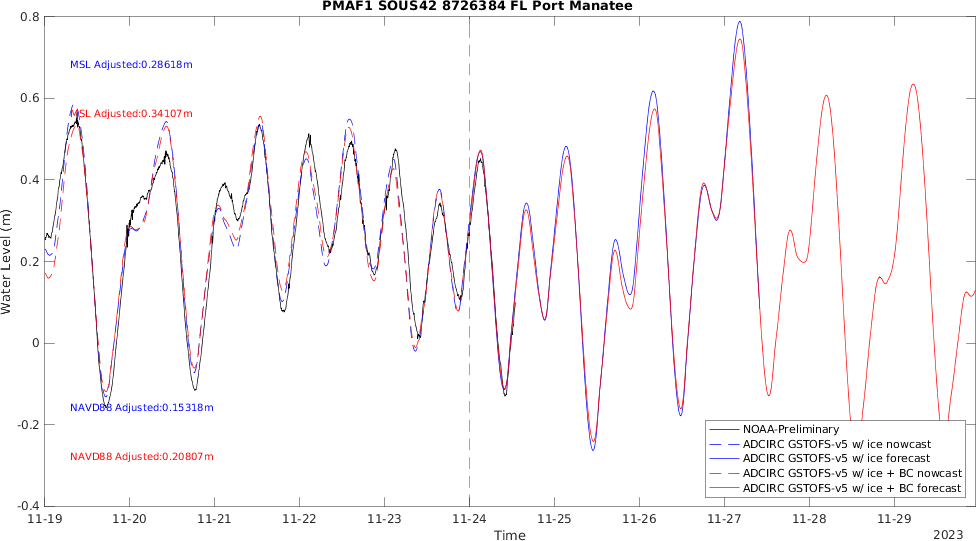 PMAF1 SOUS42 8726384 FL Port Manatee
0.8
MSL Adjusted:0.28618m
0.6
MSL Adjusted:0.34107m
0.4
0.2
Water Level (m)
0
NAVD88 Adjusted:0.15318m
-0.2
NAVD88 Adjusted:0.20807m
-0.4
NOAA-Preliminary
ADCIRC GSTOFS-v5 w/ ice nowcast
ADCIRC GSTOFS-v5 w/ ice forecast
ADCIRC GSTOFS-v5 w/ ice + BC nowcast
ADCIRC GSTOFS-v5 w/ ice + BC forecast
11-19 11-20 11-21 11-22 11-23 11-24 11-25 11-26 11-27 11-28 11-29
Time
2023